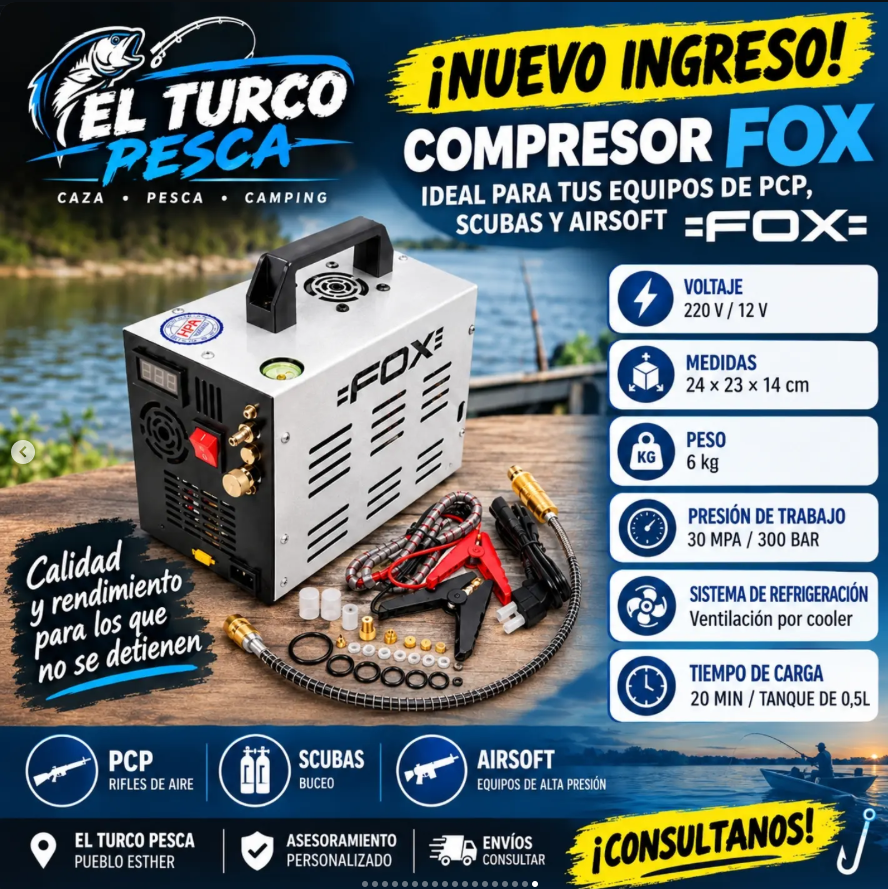 EL TURCO
PESCA
CAZA • PESCA • CAMPING
¡NUEVO INGRESO!
COMPRESOR FOX
IDEAL PARA TUS EQUIPOS DE PCP,
SCUBAS Y AIRSOFT
FOX
HPA
FOX
VOLTAJE
220 V / 12 V
MEDIDAS
24 × 23 × 14 cm
KG
PESO
6 kg
PRESIÓN DE TRABAJO
30 MPA / 300 BAR
SISTEMA DE REFRIGERACIÓN
Ventilación por cooler
TIEMPO DE CARGA
20 MIN / TANQUE DE 0,5L
Calidad
y rendimiento
para los que
no se detienen
PCP
RIFLES DE AIRE
SCUBAS
BUCEO
AIRSOFT
EQUIPOS DE ALTA PRESIÓN
EL TURCO PESCA
PUEBLO ESTHER
ASESORAMIENTO
PERSONALIZADO
ENVÍOS
CONSULTAR
¡CONSULTANOS!